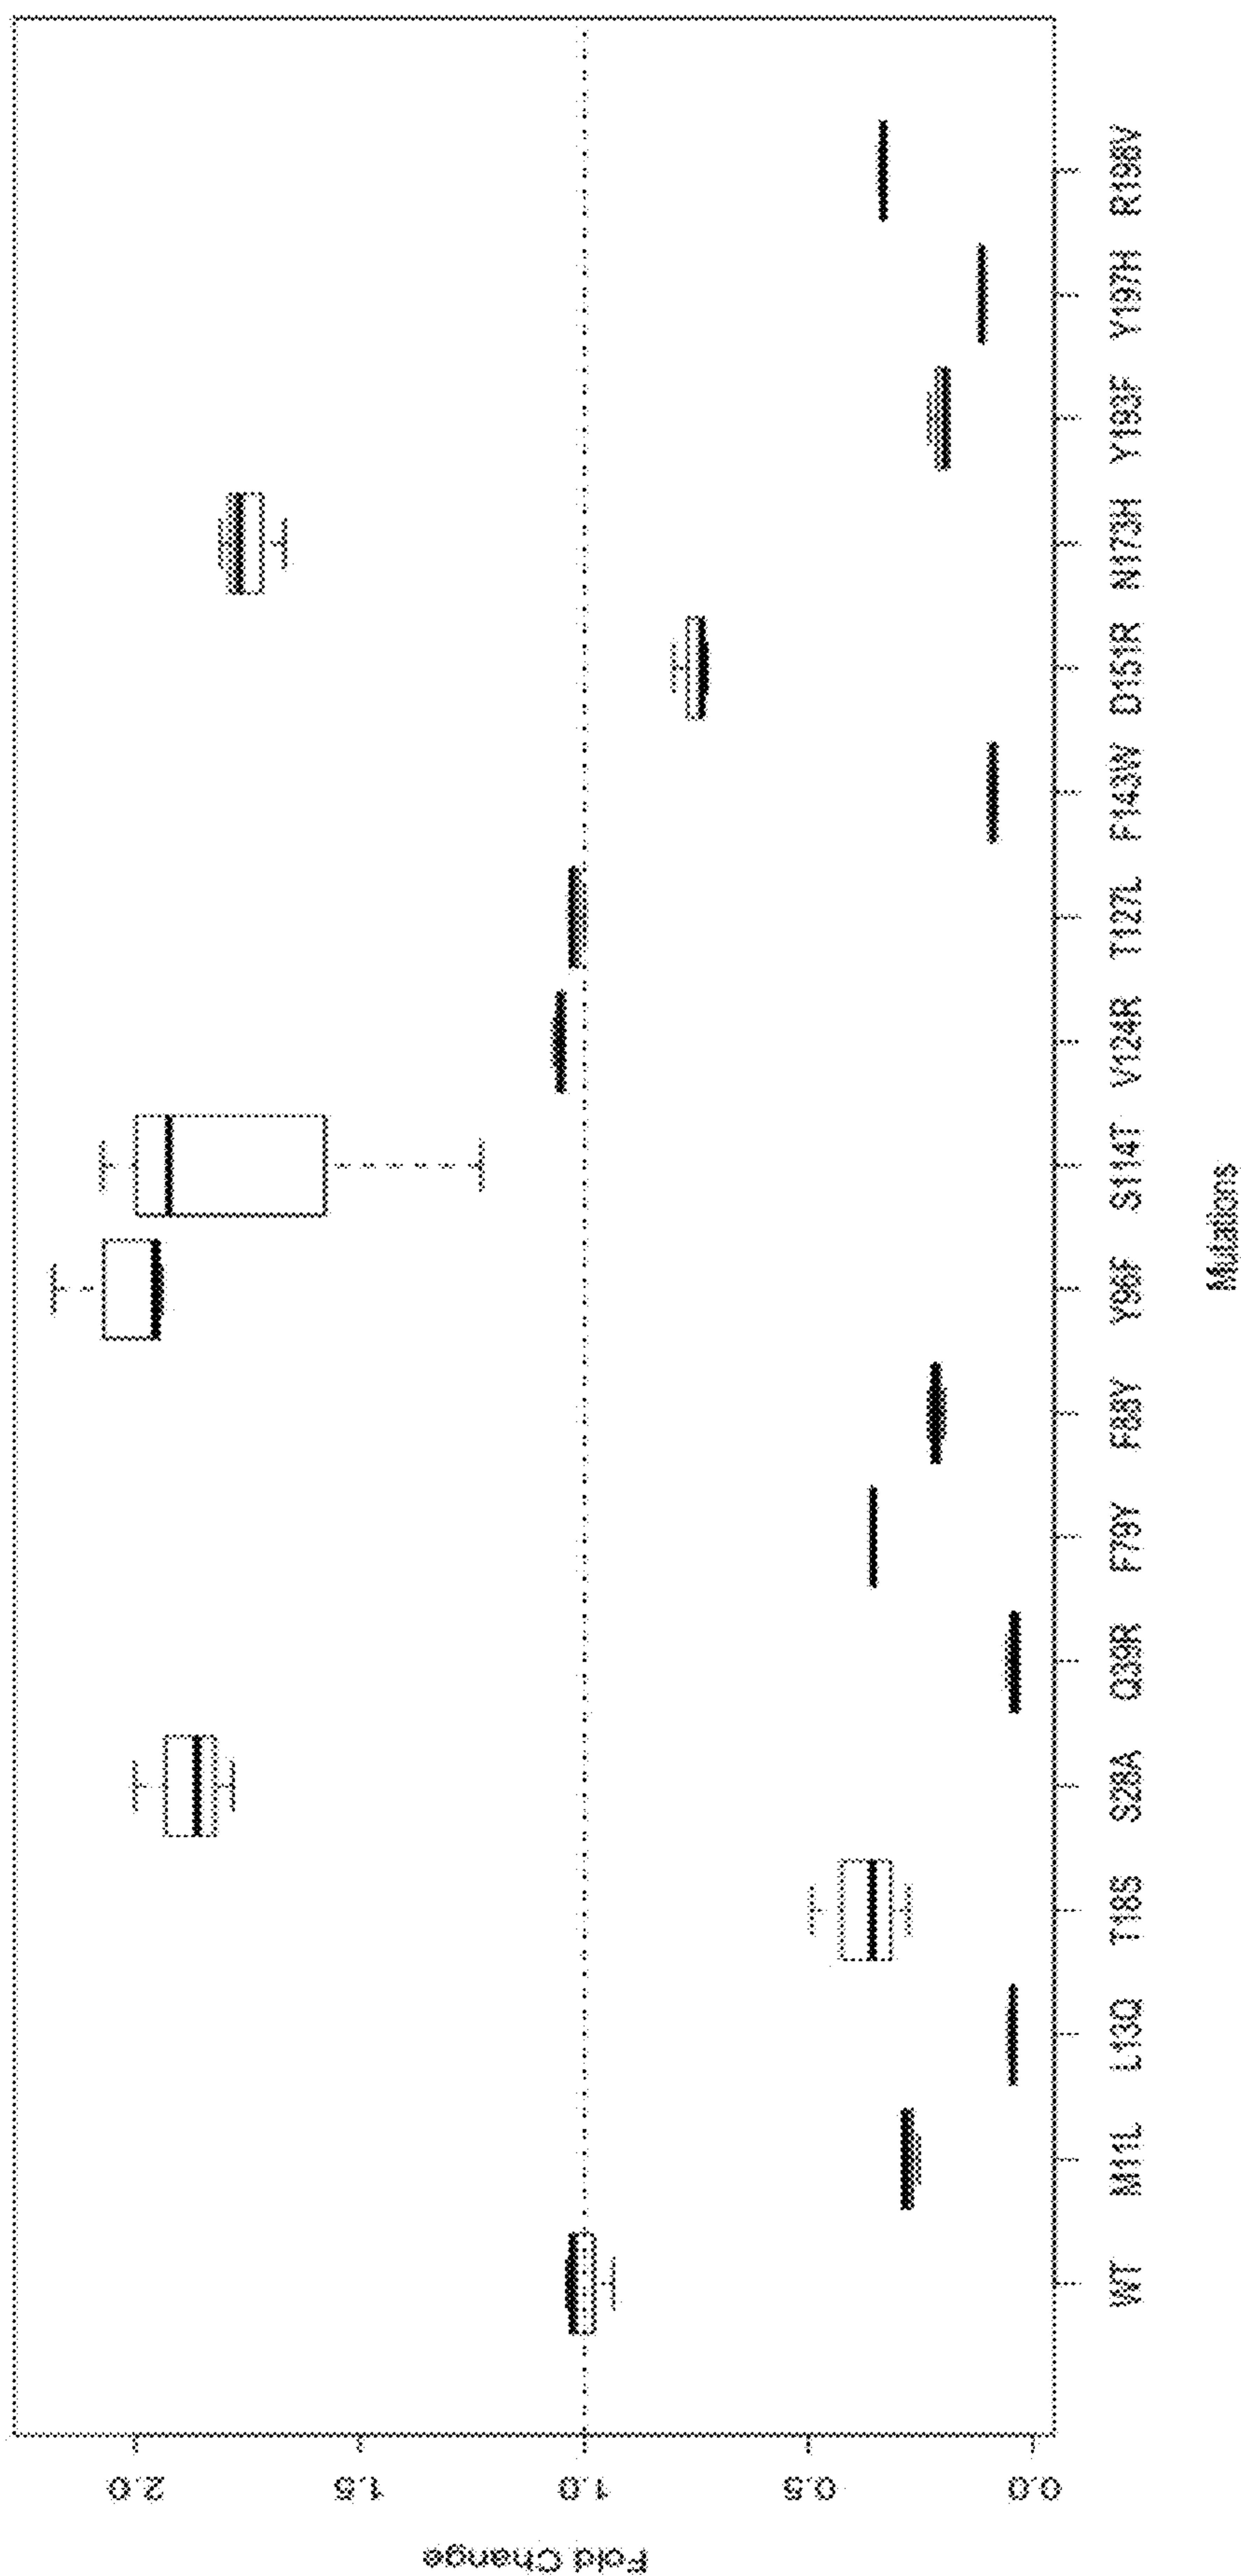 Fold Change
2.0
1.5
1.0
0.5
0.0
WT
M11L
L13Q
T18S
S28A
Q39R
F79Y
F88Y
Y96F
S114T
V124R
T127L
F143W
D151R
N173H
Y193F
Y197H
R198V
Mutations